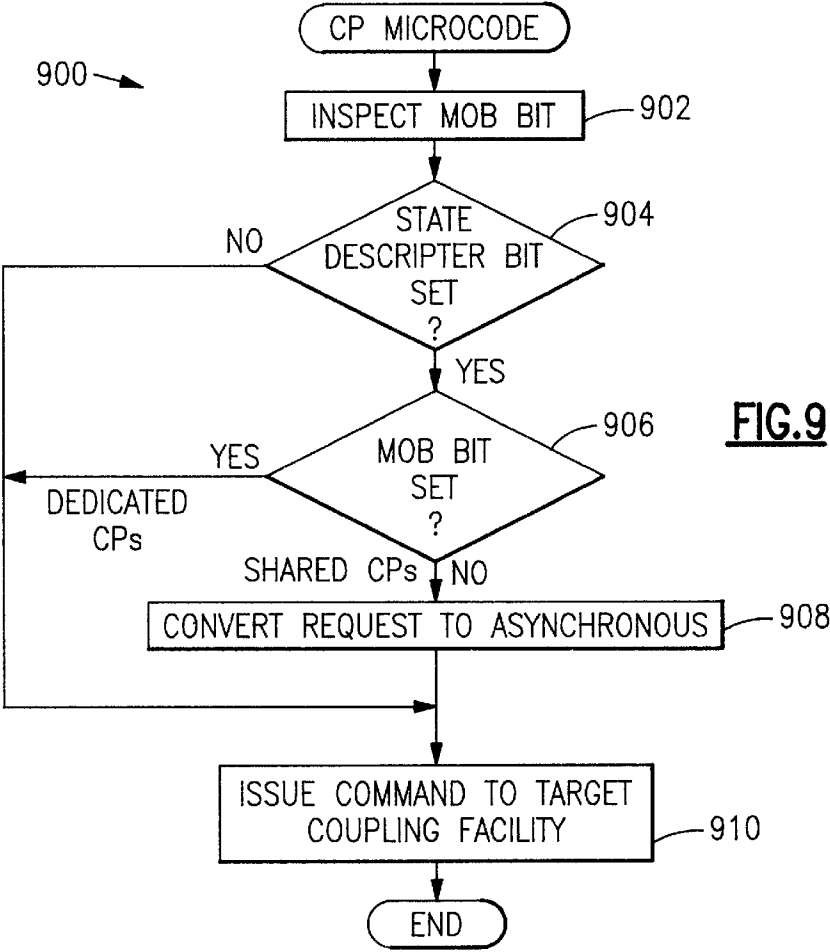 CP MICROCODE
900
INSPECT MOB BIT
902
STATE
DESCRIPTER BIT
SET
?
904
NO
YES
MOB BIT
SET
?
906
FIG.9
YES
DEDICATED
CPs
SHARED CPs
NO
CONVERT REQUEST TO ASYNCHRONOUS
908
ISSUE COMMAND TO TARGET
COUPLING FACILITY
910
END